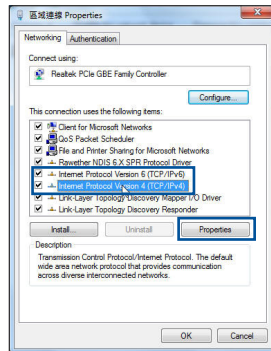 區域連線 Properties
Networking Authentication
Connect using:
Realtek PCIe GBE Family Controller
Configure...
This connection uses the following items:
Client for Microsoft Networks
QoS Packet Scheduler
File and Printer Sharing for Microsoft Networks
Rawether NDIS 6.X SPR Protocol Driver
Internet Protocol Version 6 (TCP/IPv6)
Internet Protocol Version 4 (TCP/IPv4)
Link-Layer Topology Discovery Mapper I/O Driver
Link-Layer Topology Discovery Responder
Install... Uninstall Properties
Description
Transmission Control Protocol/Internet Protocol. The default
wide area network protocol that provides communication
across diverse interconnected networks.
OK Cancel